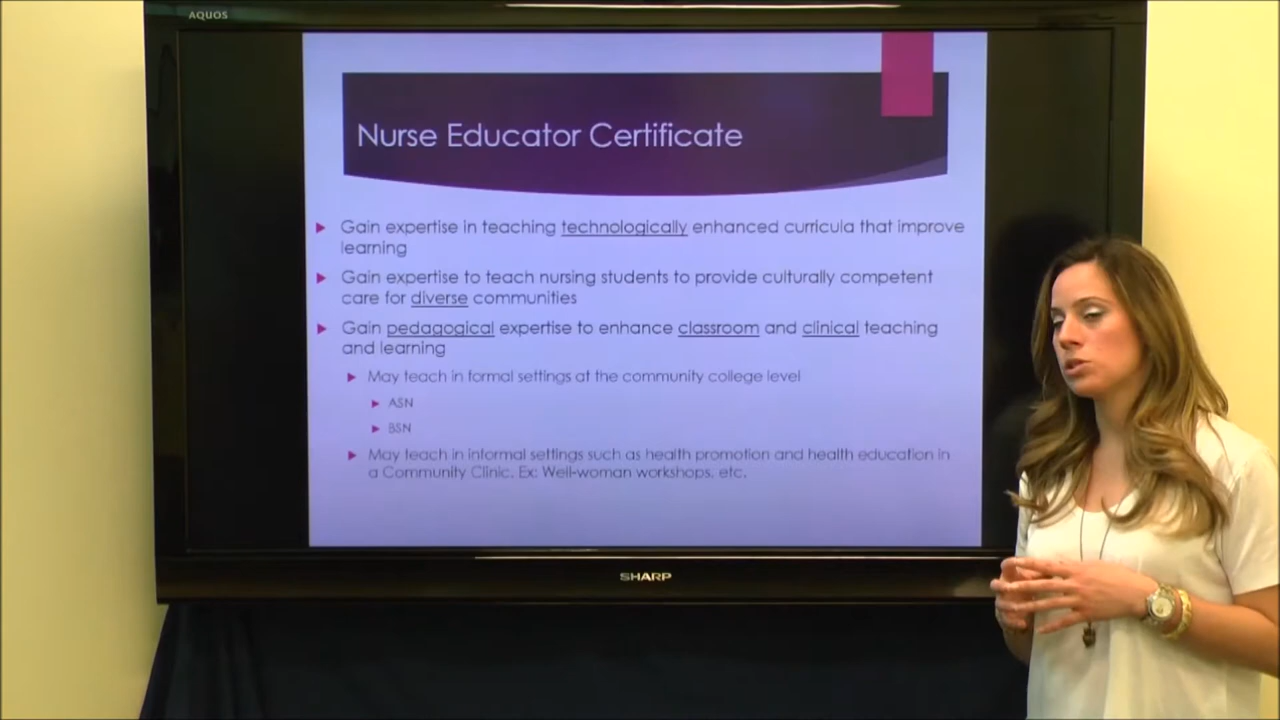 AQUOS
Nurse Educator Certificate
Gain expertise in teaching technologically enhanced curricula that improve
learning
Gain expertise to teach nursing students to provide culturally competent
care for diverse communities
Gain pedagogical expertise to enhance classroom and clinical teaching
and learning
May teach in formal settings at the community college level
ASN
BSN
May teach in informal settings such as health promotion and health education in
a Community Clinic. Ex: Well-woman workshops, etc.
SHARP